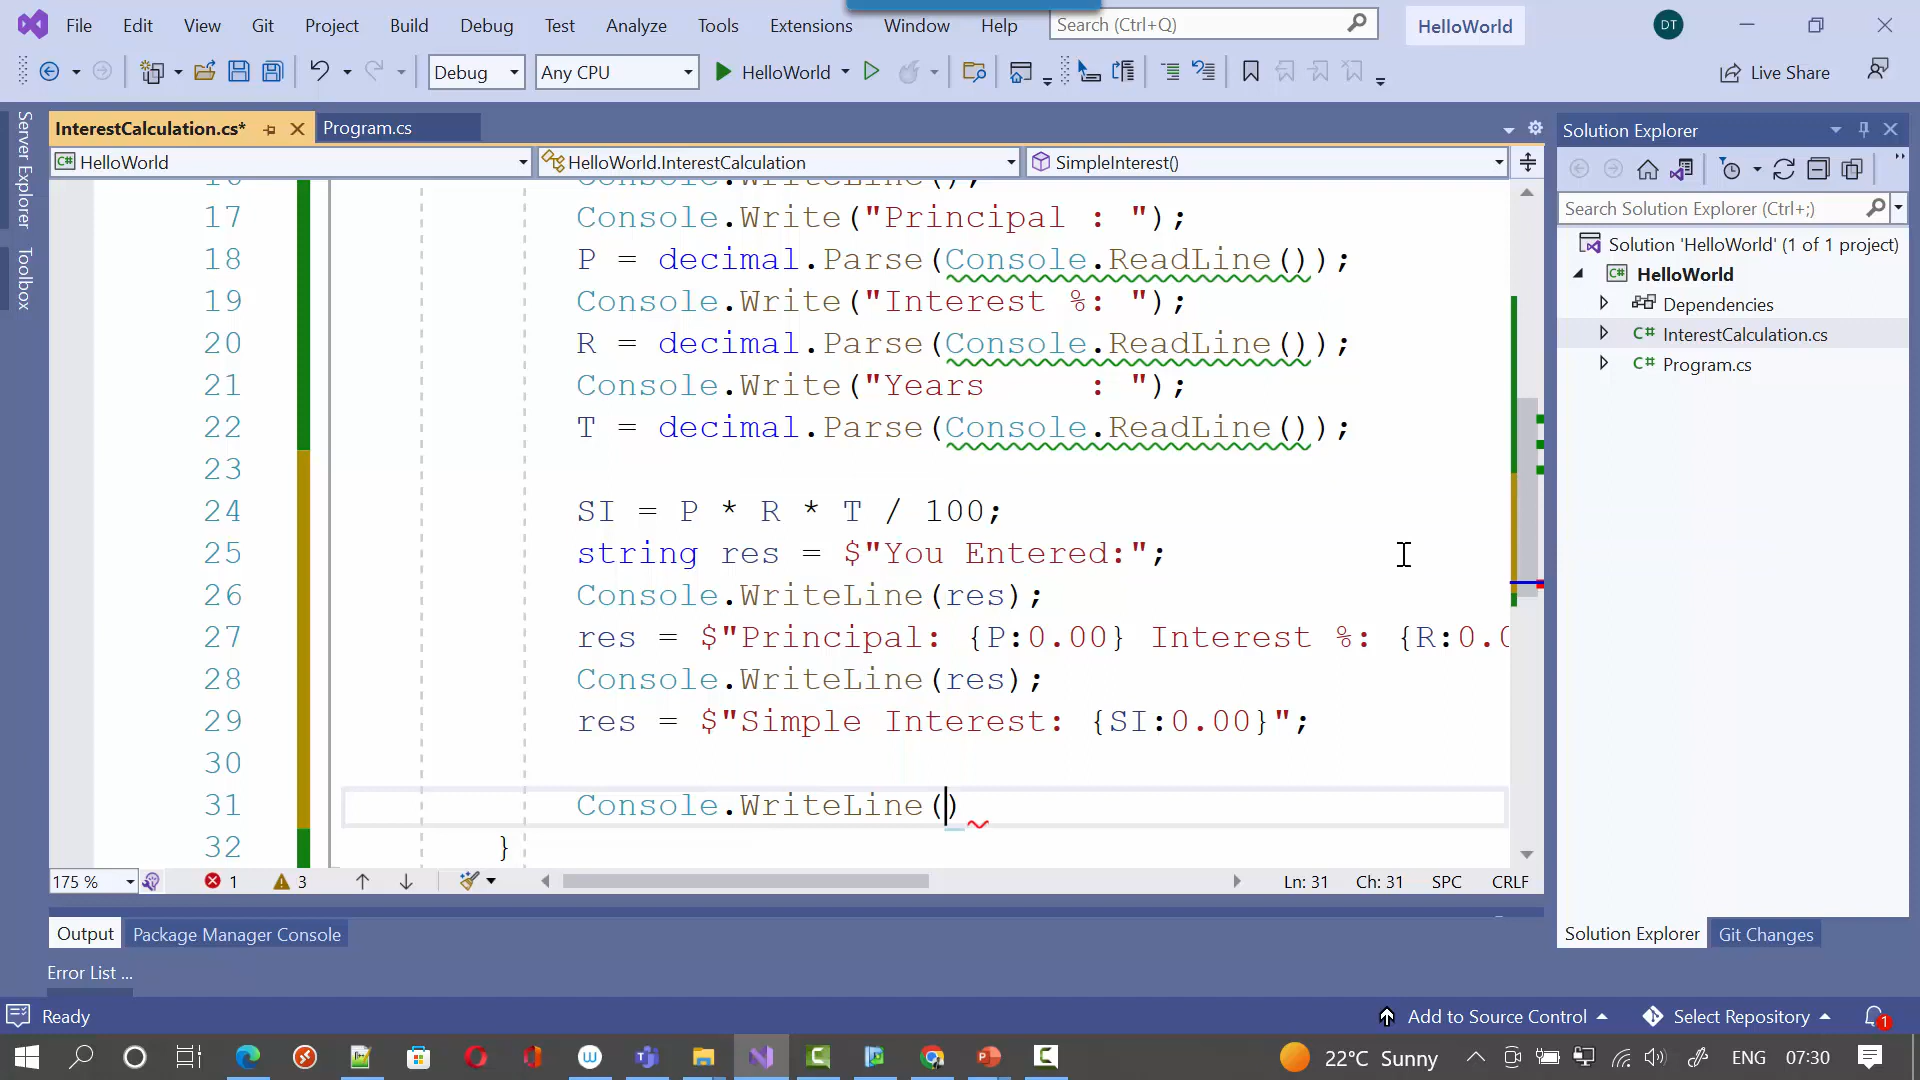 File Edit View Git Project Build Debug Test Analyze Tools Extensions Window Help Search (Ctrl+Q) HelloWorld DT
Debug Any CPU HelloWorld Live Share
Server Explorer
Toolbox
InterestCalculation.cs* Program.cs
HelloWorld HelloWorld.InterestCalculation SimpleInterest()
16 Console.WriteLine();
17 Console.Write("Principal : ");
18 P = decimal.Parse(Console.ReadLine());
19 Console.Write("Interest %: ");
20 R = decimal.Parse(Console.ReadLine());
21 Console.Write("Years     : ");
22 T = decimal.Parse(Console.ReadLine());
23
24 SI = P * R * T / 100;
25 string res = $"You Entered:";
26 Console.WriteLine(res);
27 res = $"Principal: {P:0.00} Interest %: {R:0.0
28 Console.WriteLine(res);
29 res = $"Simple Interest: {SI:0.00}";
30
31 Console.WriteLine()
32 }
175 % 1 3 Ln: 31 Ch: 31 SPC CRLF
Solution Explorer
Search Solution Explorer (Ctrl+;)
Solution 'HelloWorld' (1 of 1 project)
HelloWorld
Dependencies
C# InterestCalculation.cs
C# Program.cs
Solution Explorer Git Changes
Output Package Manager Console
Error List ...
Ready Add to Source Control Select Repository 1
22°C Sunny ENG 07:30